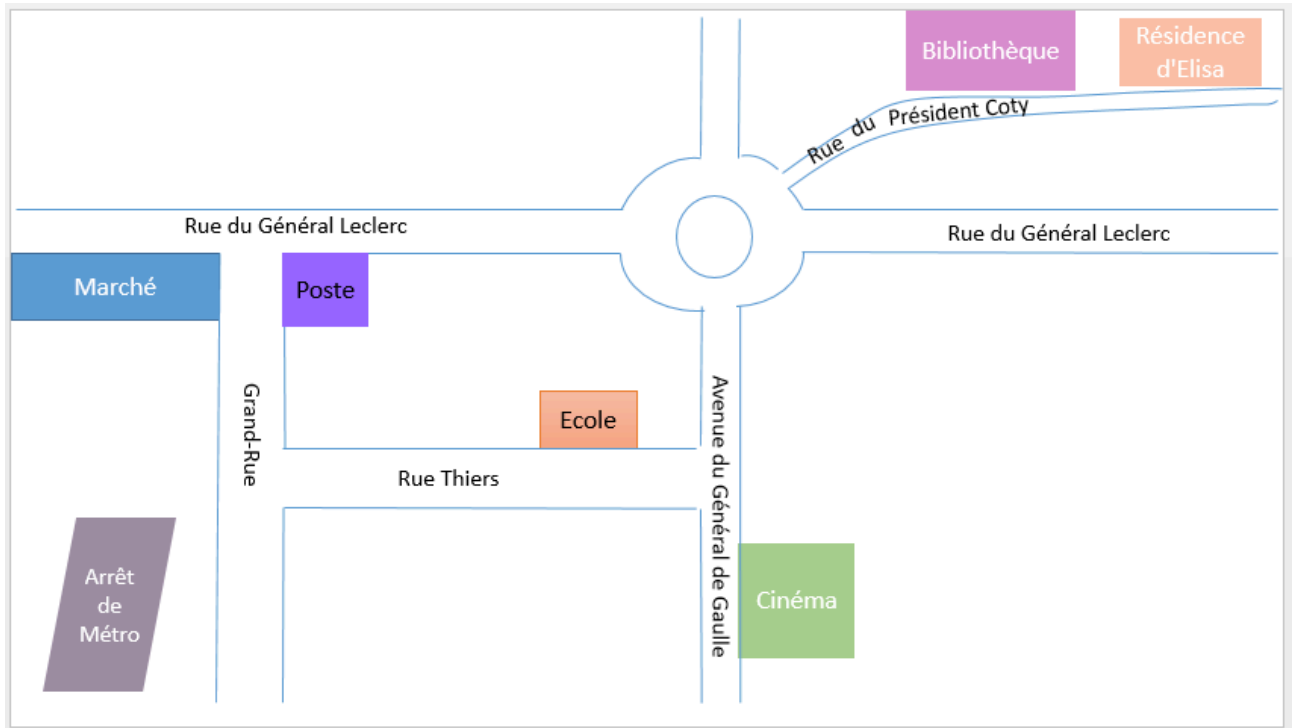 Bibliothèque
Résidence
d'Elisa
Rue du Président Coty
Rue du Général Leclerc
Rue du Général Leclerc
Marché
Poste
Grand-Rue
Ecole
Avenue du Général de Gaulle
Rue Thiers
Arrêt
de
Métro
Cinéma